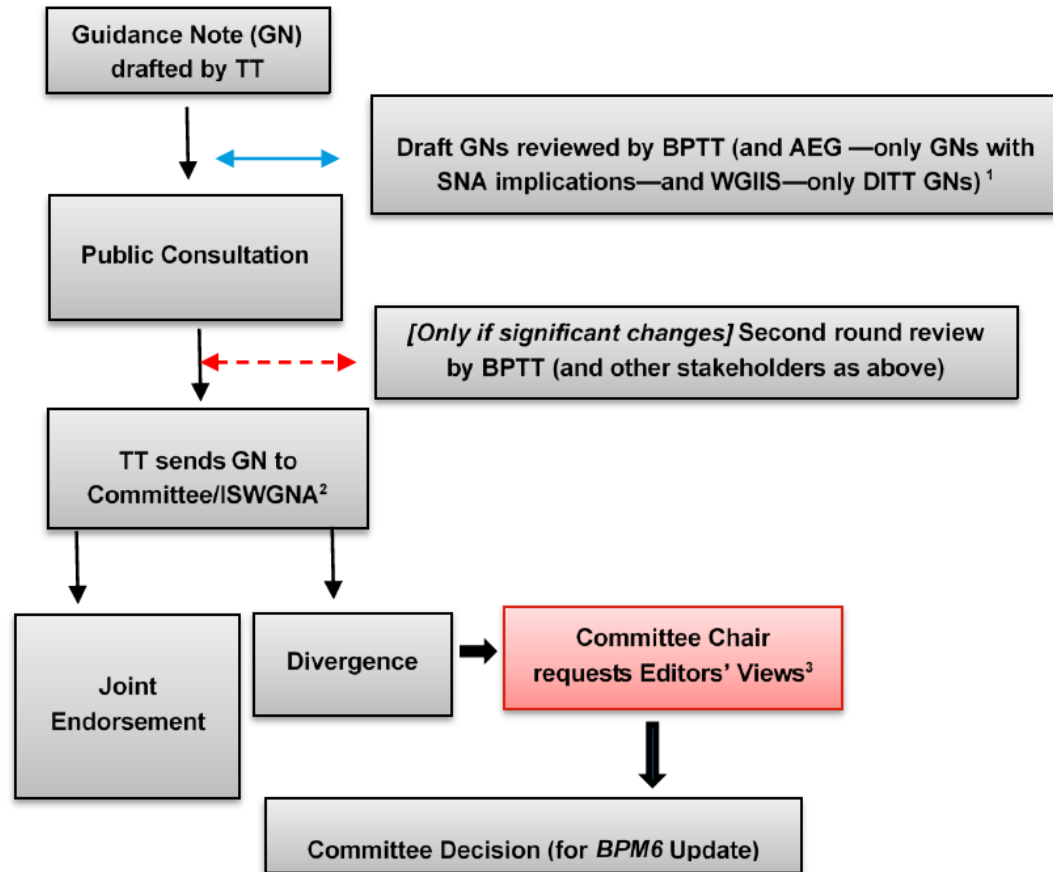 Guidance Note (GN)
drafted by TT
Draft GNs reviewed by BPTT (and AEG —only GNs with
SNA implications—and WGIIS—only DITT GNs) ¹
Public Consultation
[Only if significant changes] Second round review
by BPTT (and other stakeholders as above)
TT sends GN to
Committee/ISWGNA²
Joint
Endorsement
Divergence
Committee Chair
requests Editors’ Views³
Committee Decision (for BPM6 Update)